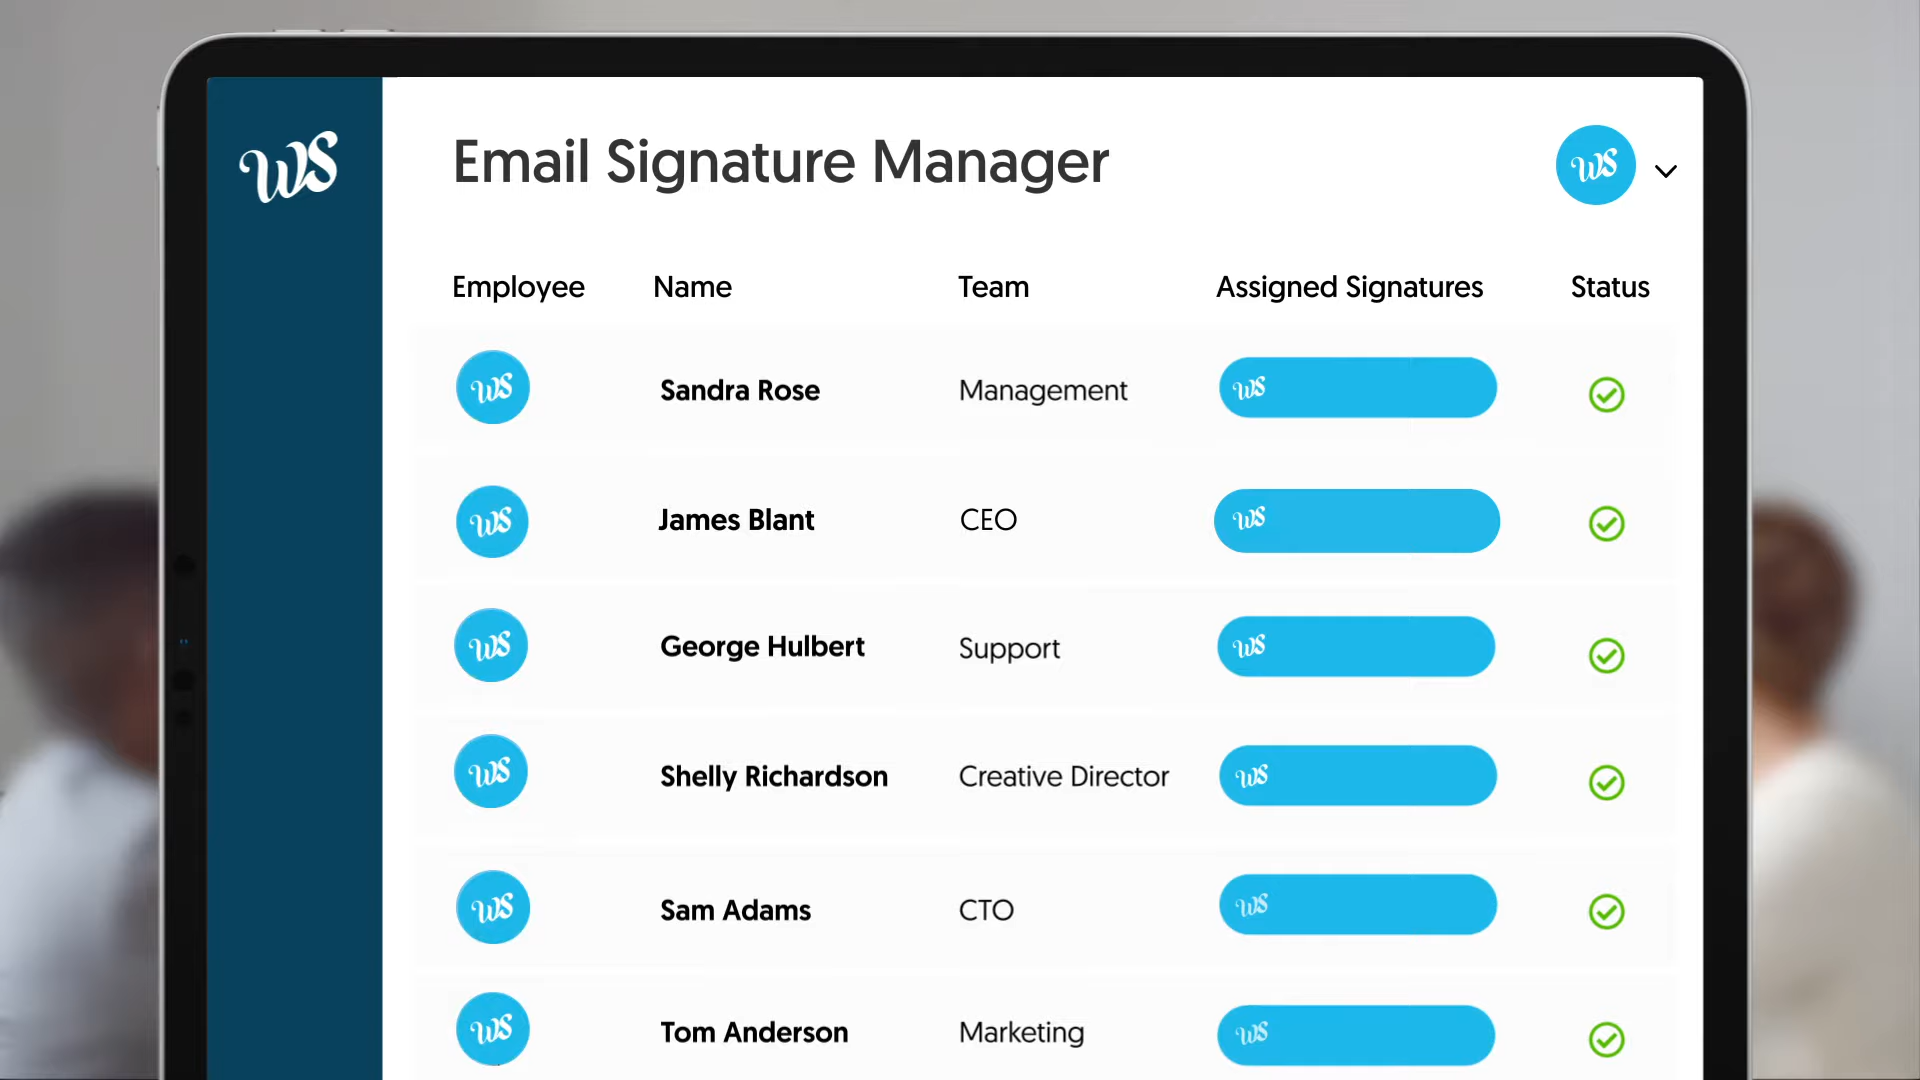 WS
Email Signature Manager
WS
Employee Name Team Assigned Signatures Status
WS Sandra Rose Management WS
WS James Blant CEO WS
WS George Hulbert Support WS
WS Shelly Richardson Creative Director WS
WS Sam Adams CTO WS
WS Tom Anderson Marketing WS